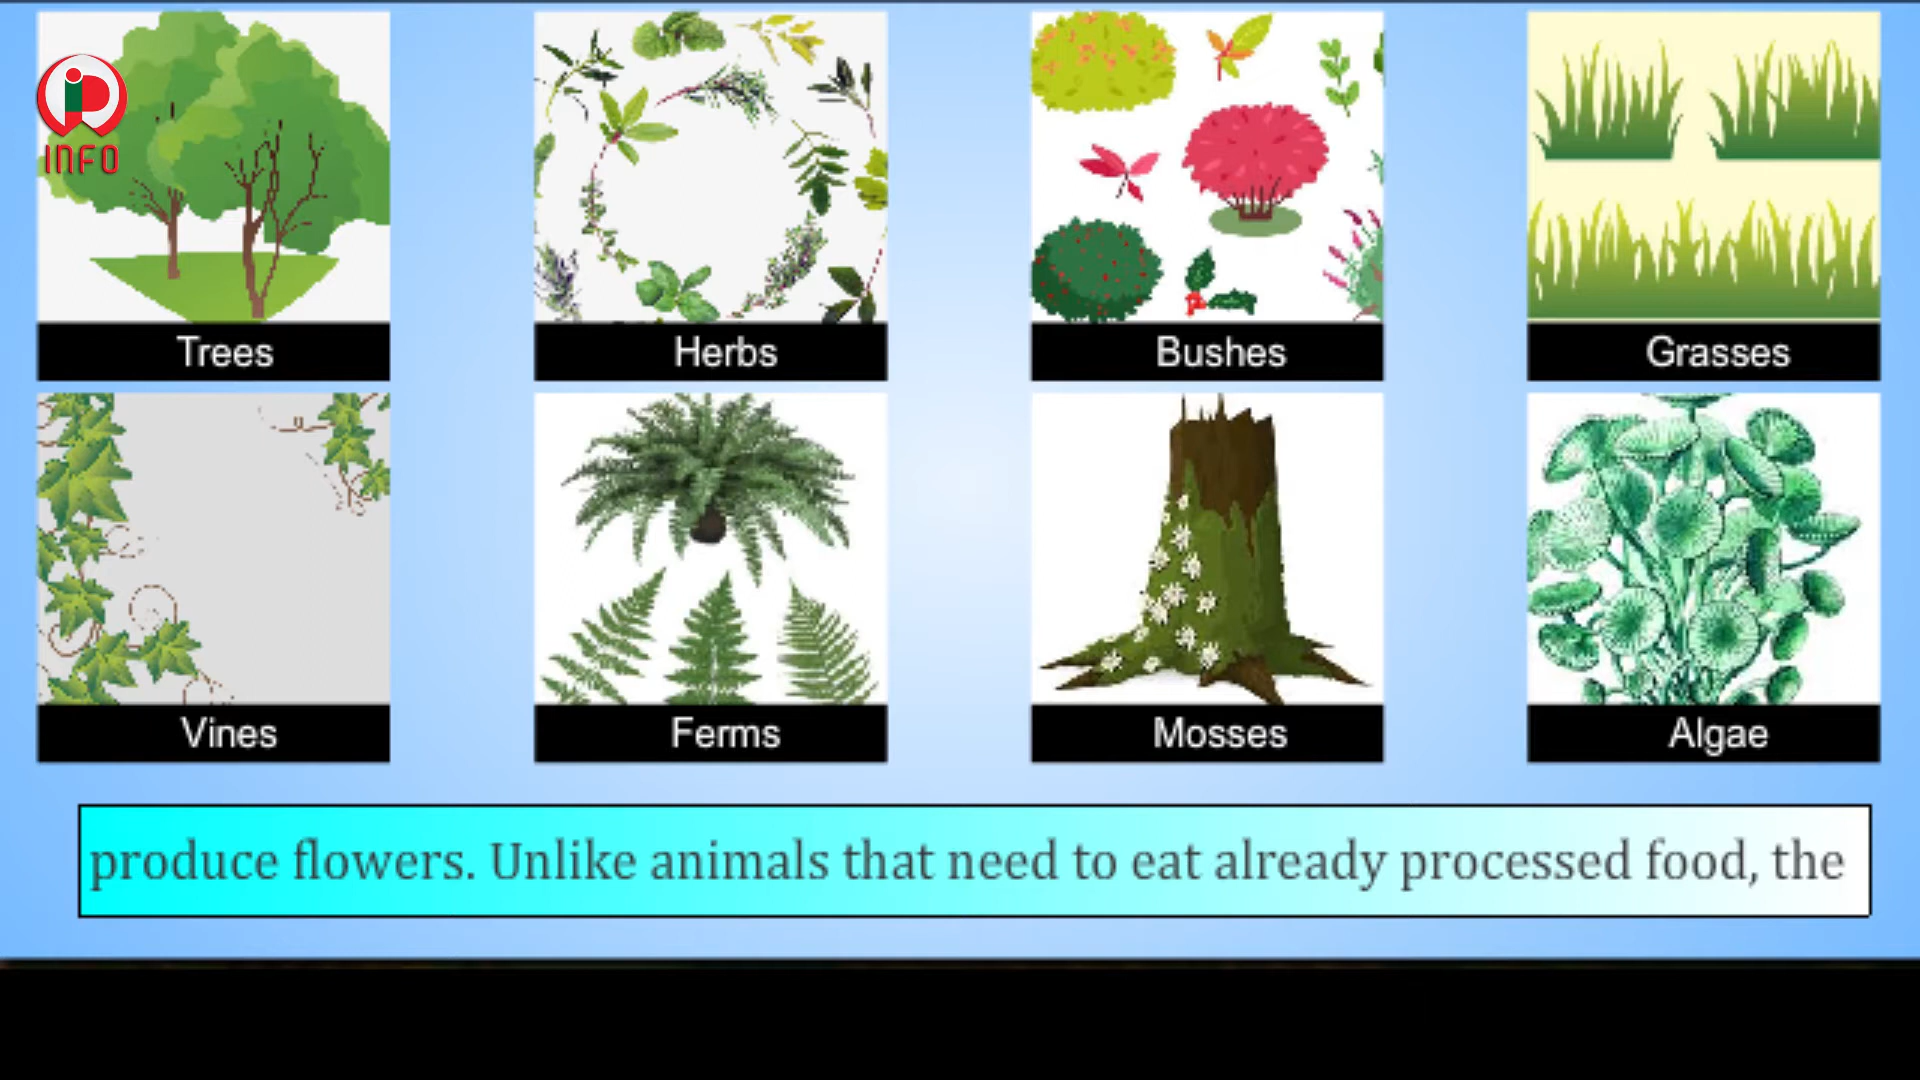 INFO
Trees
Herbs
Bushes
Grasses
Vines
Ferms
Mosses
Algae
produce flowers. Unlike animals that need to eat already processed food, the